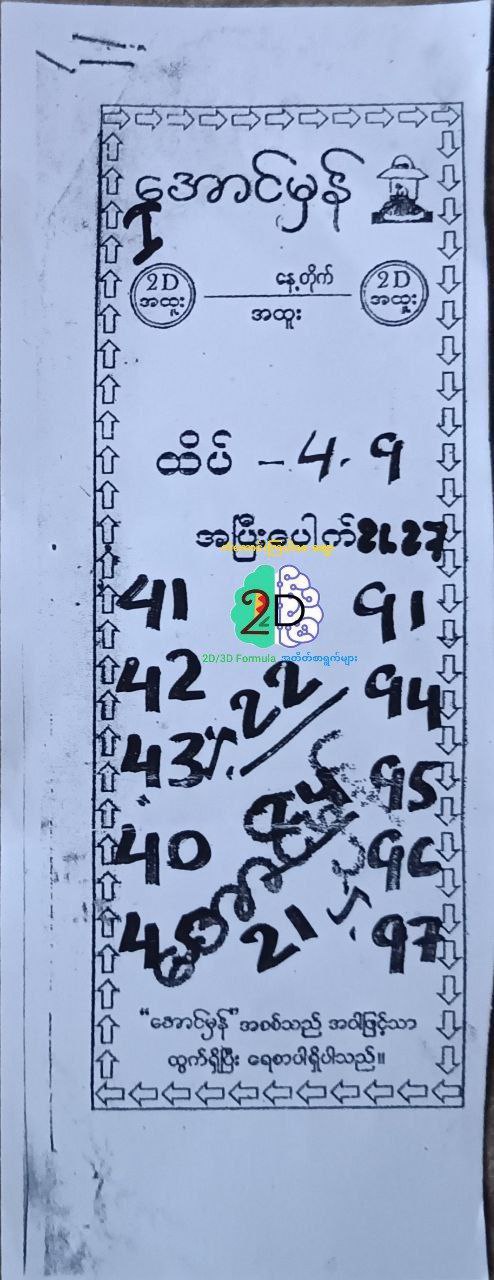 အောင်မှန်
2D
အထူး
နေ့တိုက်
အထူး
2D
အထူး
ထိပ် - 4. 9
အပြီးပေါက် 21.27
2D
2D/3D Formula အတိတ်စာရွက်များ
41 91
42 22 94
43 95
40 96
45 21 97
"အောင်မှန်" အစစ်သည် အဝါဖြင့်သာ
ထွက်ရှိပြီး ရေစာပါရှိပါသည်။